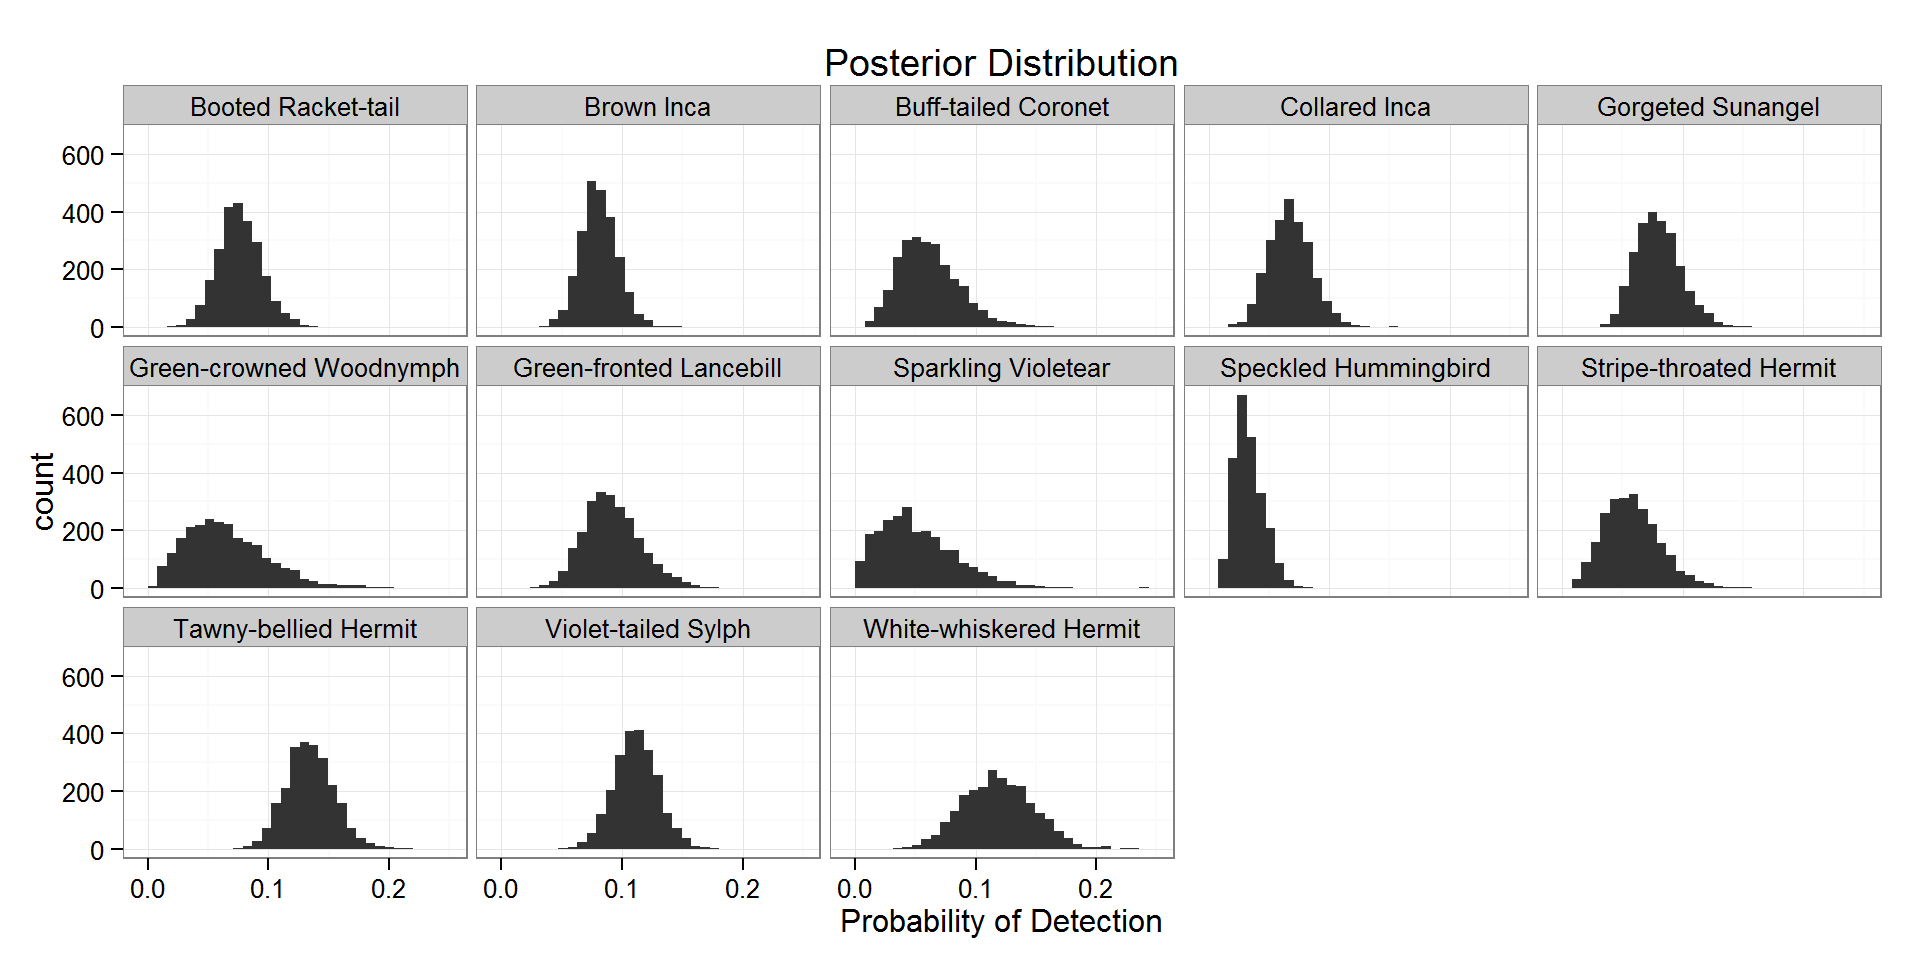 Posterior Distribution
Booted Racket-tail
Brown Inca
Buff-tailed Coronet
Collared Inca
Gorgeted Sunangel
600
400
200
0
Green-crowned Woodnymph
Green-fronted Lancebill
Sparkling Violetear
Speckled Hummingbird
Stripe-throated Hermit
600
400
200
0
count
Tawny-bellied Hermit
Violet-tailed Sylph
White-whiskered Hermit
600
400
200
0
0.0 0.1 0.2
0.0 0.1 0.2
0.0 0.1 0.2
Probability of Detection